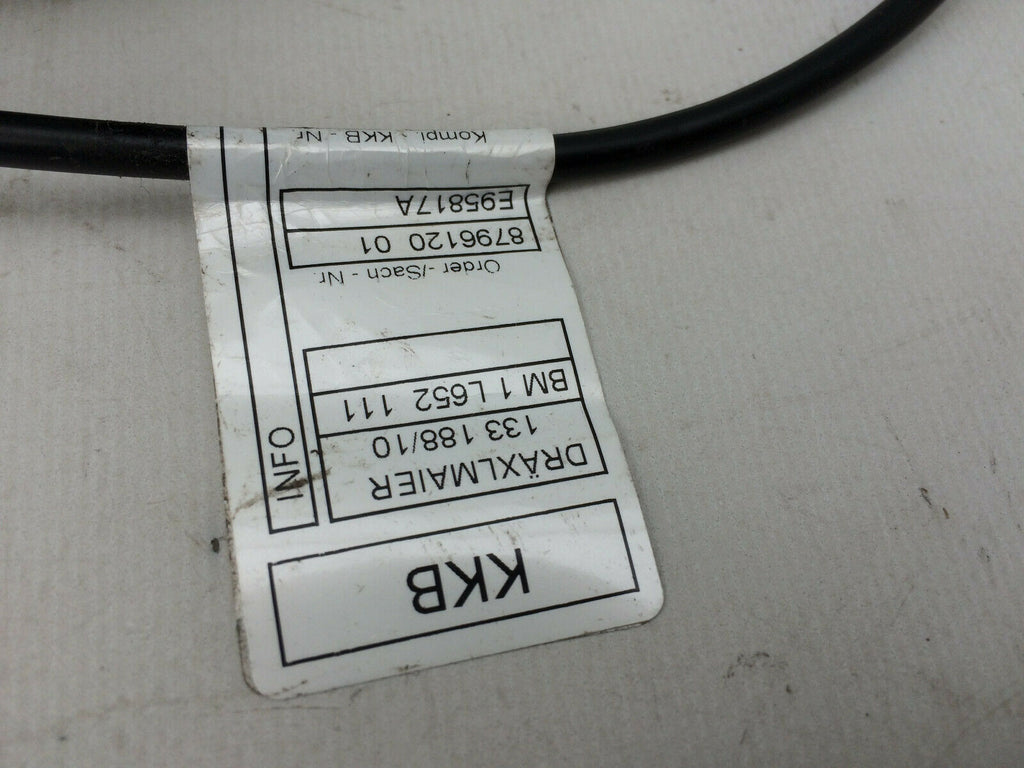 KKB
DRÄXLMAIER
133 188/10
BM 1 L652 111
INFO
Order -/Sach - Nr.
8796120 01
E95817A
Kompl. - KKB - Nr